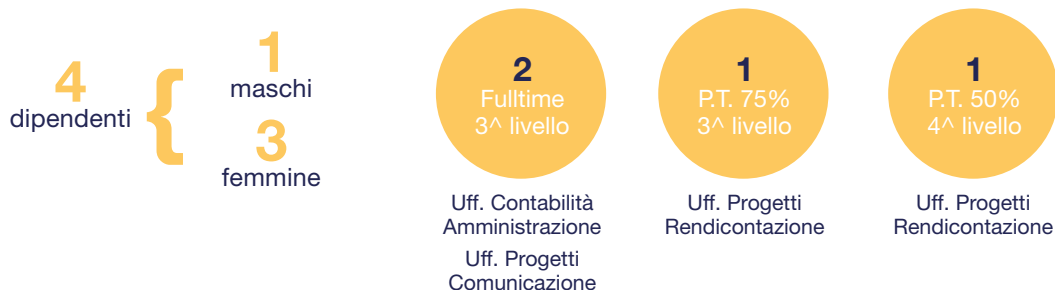 4
dipendenti
{
1
maschi
3
femmine
2
Fulltime
3^ livello
Uff. Contabilità
Amministrazione
Uff. Progetti
Comunicazione
1
P.T. 75%
3^ livello
Uff. Progetti
Rendicontazione
1
P.T. 50%
4^ livello
Uff. Progetti
Rendicontazione